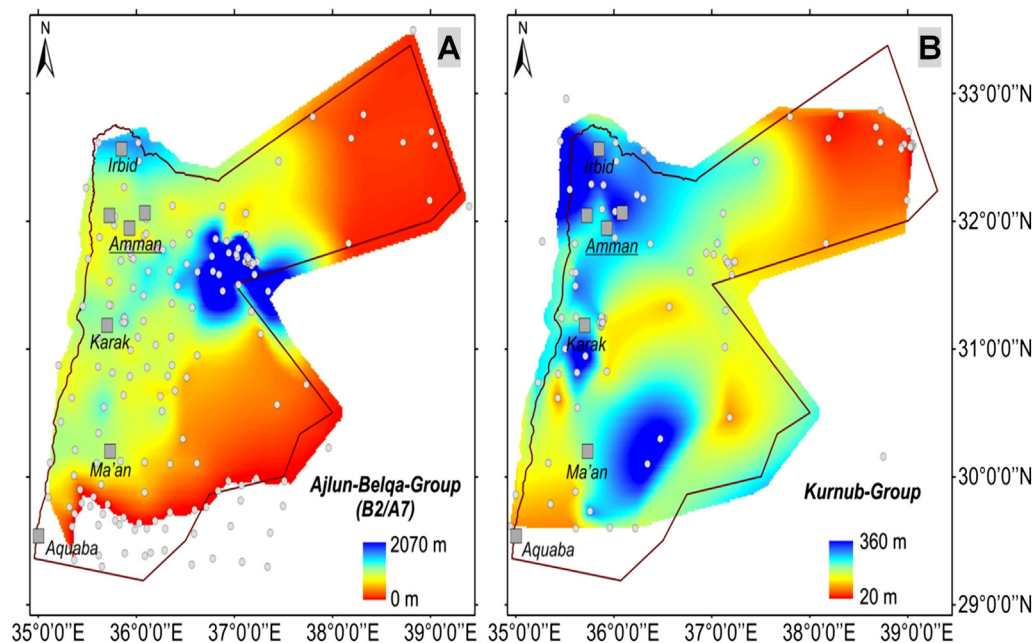 N
A
Irbid
Amman
Karak
Ma'an
Aquaba
Ajlun-Belqa-Group
(B2/A7)
2070 m
0 m
35°0'0"E 36°0'0"E 37°0'0"E 38°0'0"E 39°0'0"E
N
B
Irbid
Amman
Karak
Ma'an
Aquaba
Kurnub-Group
360 m
20 m
33°0'0"N
32°0'0"N
31°0'0"N
30°0'0"N
29°0'0"N
35°0'0"E 36°0'0"E 37°0'0"E 38°0'0"E 39°0'0"E